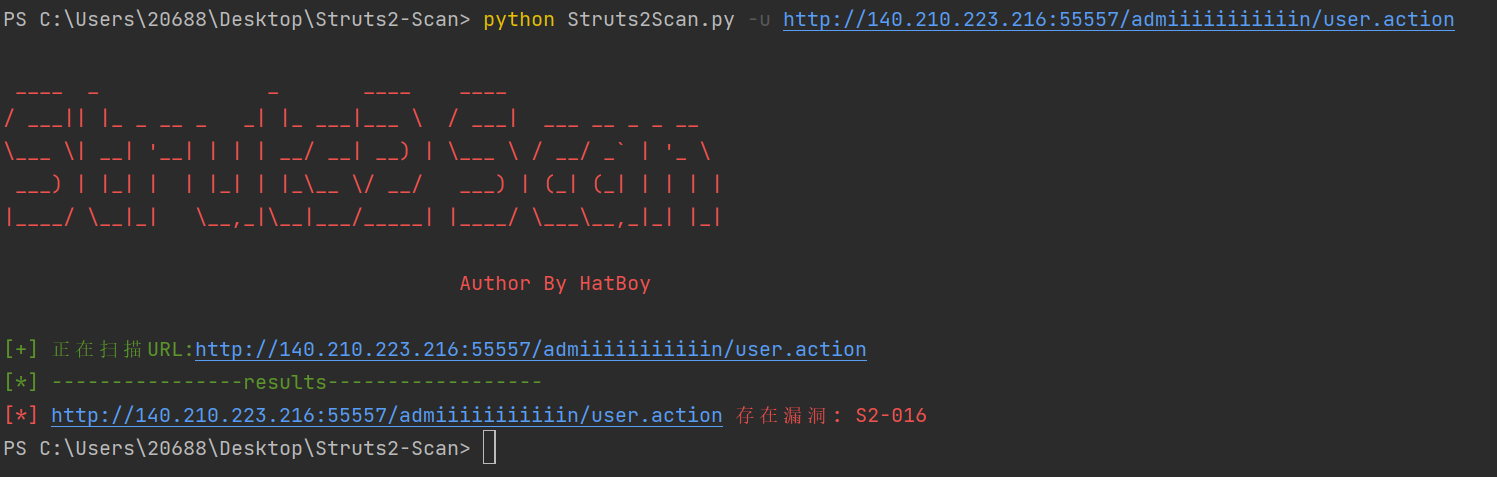 PS C:\Users\20688\Desktop\Struts2-Scan> python Struts2Scan.py -u http://140.210.223.216:55557/admiiiiiiiiiiin/user.action
 ____  _              _       ____    ____
/ ___|| |_ _ __ _   _| |_ ___|___ \  / ___|  ___ __ _ _ __
\___ \| __| '__| | | | __/ __| __) | \___ \ / __/ _` | '_ \
 ___) | |_| |  | |_| | |_\__ \/ __/   ___) | (_| (_| | | | |
|____/ \__|_|   \__,_|\__|___/_____| |____/ \___\__,_|_| |_|
Author By HatBoy
[+] 正在扫描URL:http://140.210.223.216:55557/admiiiiiiiiiiin/user.action
[*] ----------------results------------------
[*] http://140.210.223.216:55557/admiiiiiiiiiiin/user.action 存在漏洞: S2-016
PS C:\Users\20688\Desktop\Struts2-Scan>